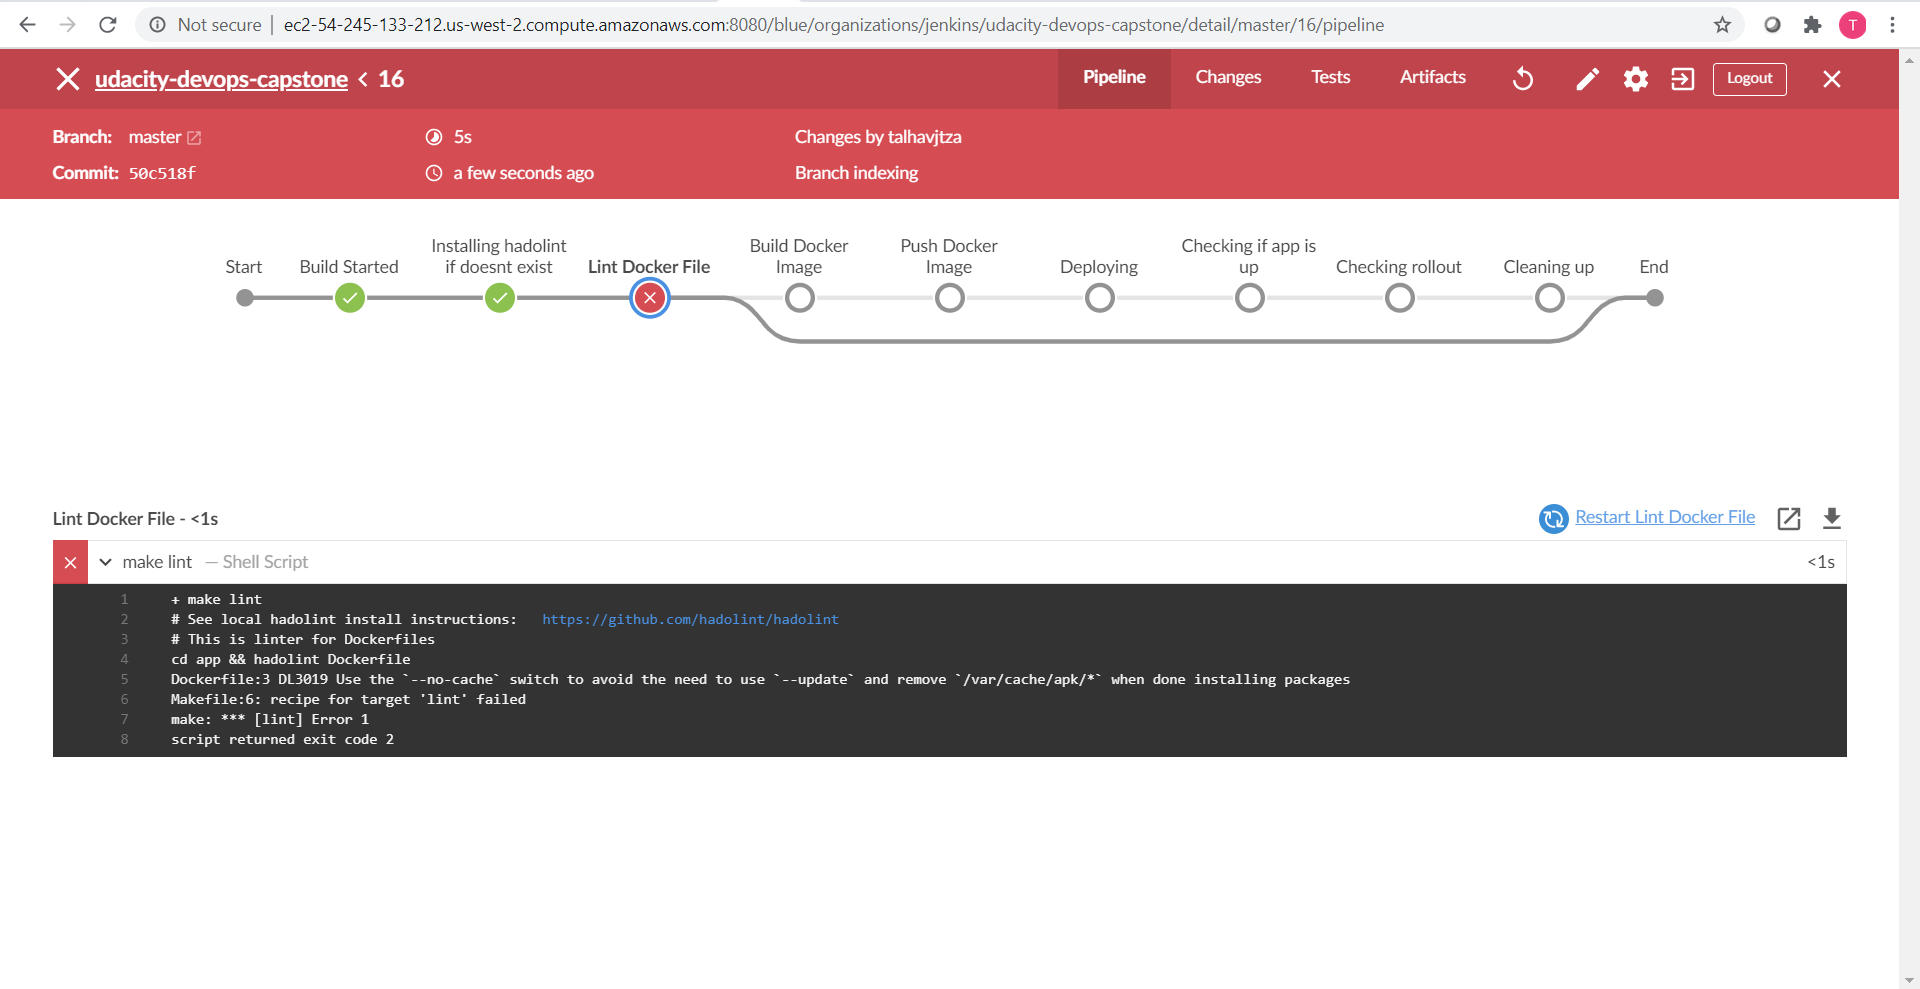 Not secure | ec2-54-245-133-212.us-west-2.compute.amazonaws.com:8080/blue/organizations/jenkins/udacity-devops-capstone/detail/master/16/pipeline
T
udacity-devops-capstone < 16
Pipeline
Changes
Tests
Artifacts
Logout
Branch: master
5s
Changes by talhavjtza
Commit: 50c518f
a few seconds ago
Branch indexing
Start
Build Started
Installing hadolint
if doesnt exist
Lint Docker File
Build Docker
Image
Push Docker
Image
Deploying
Checking if app is
up
Checking rollout
Cleaning up
End
Lint Docker File - <1s
Restart Lint Docker File
make lint — Shell Script
<1s
1 + make lint
2 # See local hadolint install instructions: https://github.com/hadolint/hadolint
3 # This is linter for Dockerfiles
4 cd app && hadolint Dockerfile
5 Dockerfile:3 DL3019 Use the `--no-cache` switch to avoid the need to use `--update` and remove `/var/cache/apk/*` when done installing packages
6 Makefile:6: recipe for target 'lint' failed
7 make: *** [lint] Error 1
8 script returned exit code 2